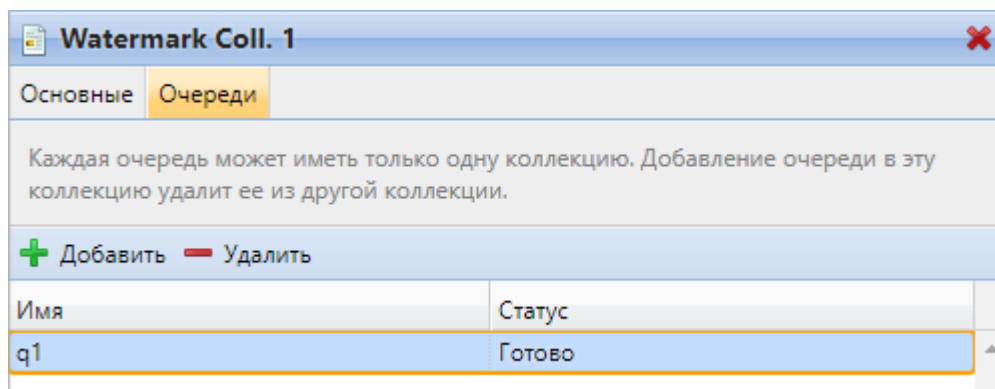 Watermark Coll. 1
Основные Очереди
Каждая очередь может иметь только одну коллекцию. Добавление очереди в эту
коллекцию удалит ее из другой коллекции.
Добавить Удалить
Имя Статус
q1 Готово